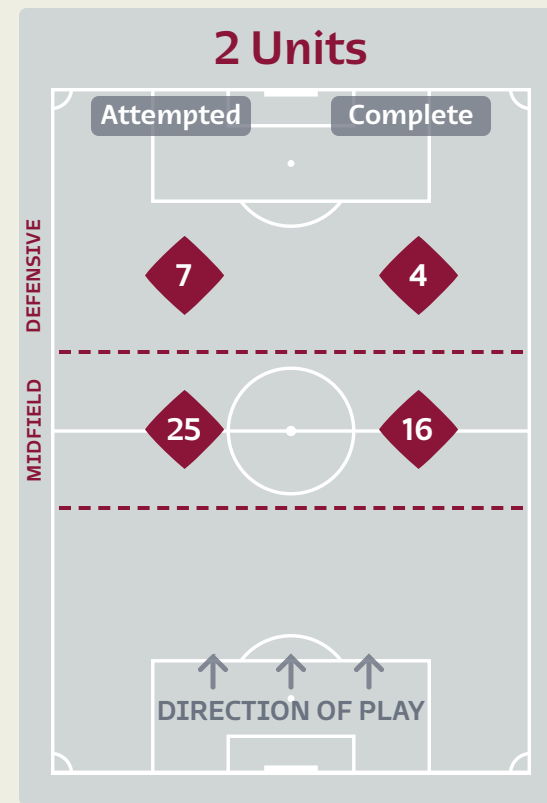 2 Units
Attempted
Complete
DEFENSIVE
7
4
MIDFIELD
25
16
DIRECTION OF PLAY